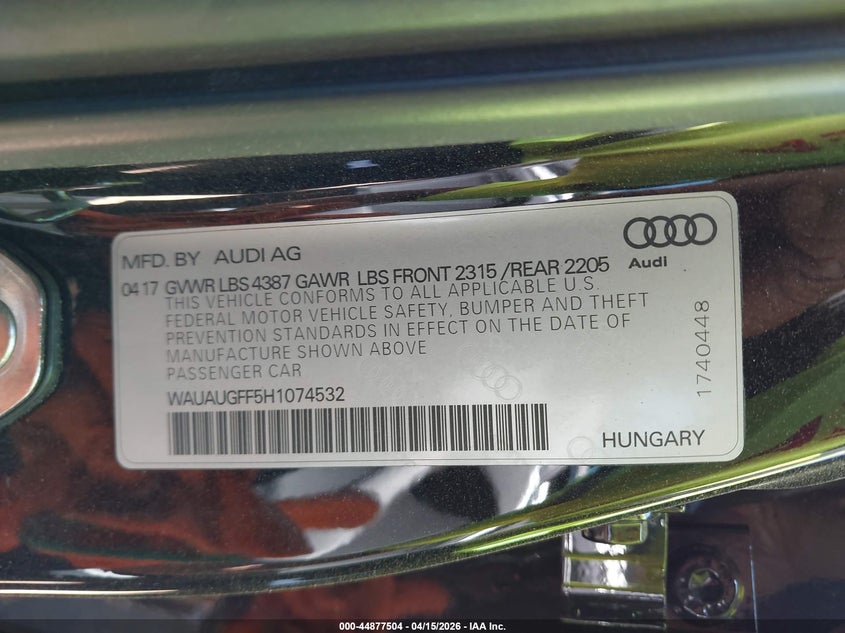 MFD. BY AUDI AG
Audi
04 17 GVWR LBS 4387 GAWR LBS FRONT 2315 /REAR 2205
THIS VEHICLE CONFORMS TO ALL APPLICABLE U.S.
FEDERAL MOTOR VEHICLE SAFETY, BUMPER AND THEFT
PREVENTION STANDARDS IN EFFECT ON THE DATE OF
MANUFACTURE SHOWN ABOVE
PASSENGER CAR
WAUAUGFF5H1074532
HUNGARY
1740448
000-44877504 - 04/15/2026 - IAA Inc.